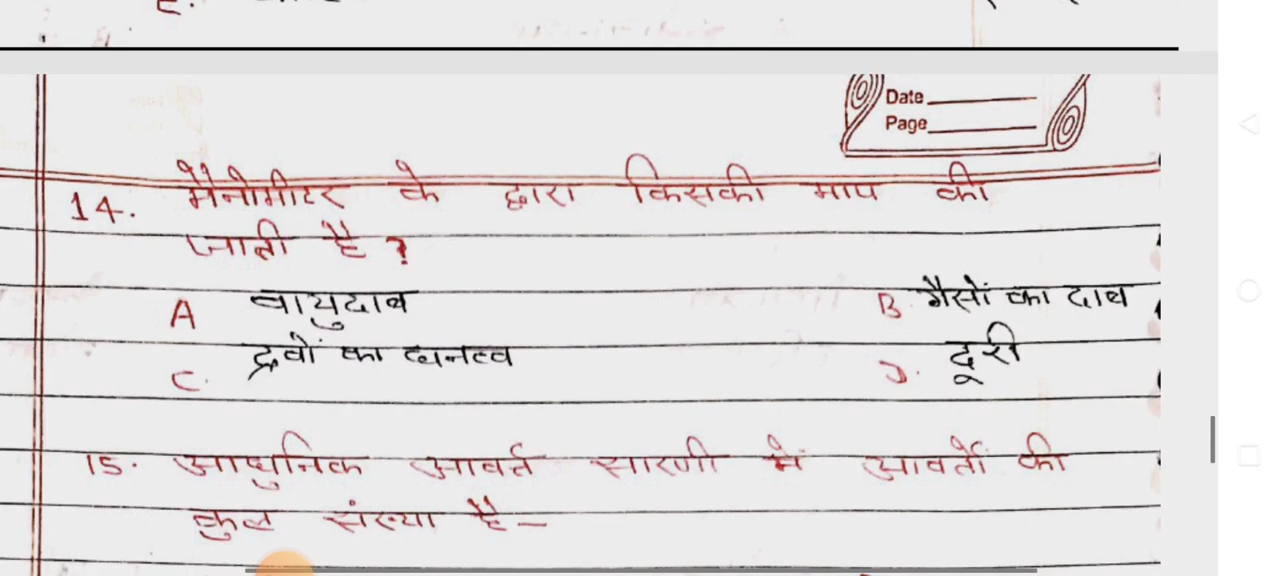 Date
Page
14. मैनोमीटर के द्वारा किसकी माप की
जाती है ?
A वायुदाब B गैसों का दाब
C. द्रवों का घनत्व D. दूरी
15. आधुनिक आवर्त सारणी में आवर्तों की
कुल संख्या है –